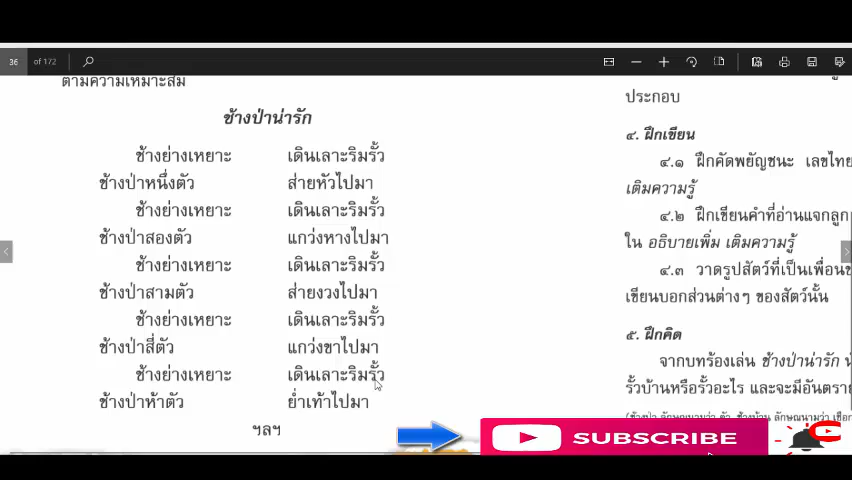 36 of 172
ตามความเหมาะสม
ช้างป่าน่ารัก
ช้างย่างเหยาะ เดินเลาะริมรั้ว
ช้างป่าหนึ่งตัว ส่ายหัวไปมา
ช้างย่างเหยาะ เดินเลาะริมรั้ว
ช้างป่าสองตัว แกว่งหางไปมา
ช้างย่างเหยาะ เดินเลาะริมรั้ว
ช้างป่าสามตัว ส่ายงวงไปมา
ช้างย่างเหยาะ เดินเลาะริมรั้ว
ช้างป่าสี่ตัว แกว่งขาไปมา
ช้างย่างเหยาะ เดินเลาะริมรั้ว
ช้างป่าห้าตัว ย่ำเท้าไปมา
ฯลฯ
ประกอบ
๔. ฝึกเขียน
๔.๑ ฝึกคัดพยัญชนะ เลขไทย
เติมความรู้
๔.๒ ฝึกเขียนคำที่อ่านแจกลูก
ใน อธิบายเพิ่ม เติมความรู้
๔.๓ วาดรูปสัตว์ที่เป็นเพื่อน
เขียนบอกส่วนต่างๆ ของสัตว์นั้น
๕. ฝึกคิด
จากบทร้องเล่น ช้างป่าน่ารัก
รั้วบ้านหรือรั้วอะไร และจะมีอันตราย
SUBSCRIBE